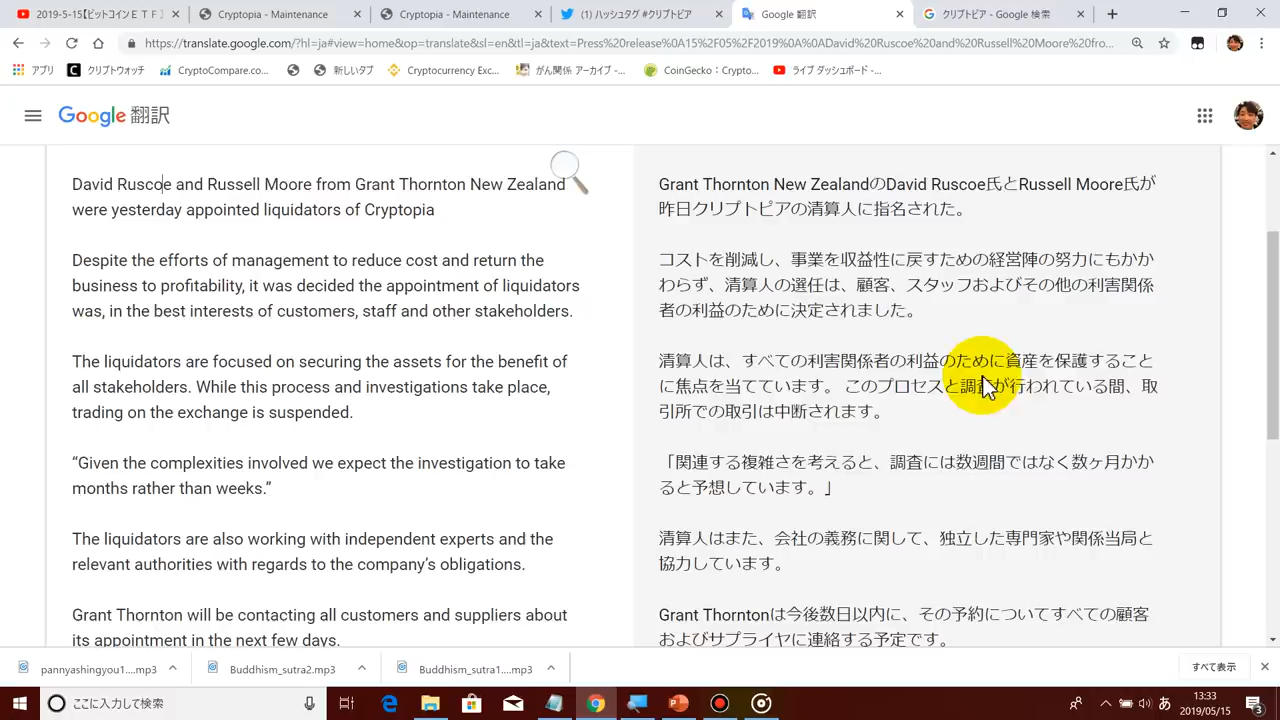 2019-5-15【ビットコインＥＴＦ】
Cryptopia - Maintenance
Cryptopia - Maintenance
(1) ハッシュタグ #クリプトピア
Google 翻訳
クリプトピア - Google 検索
https://translate.google.com/?hl=ja#view=home&op=translate&sl=en&tl=ja&text=Press%20release%0A15%2F05%2F2019%0A%0ADavid%20Ruscoe%20and%20Russell%20Moore%20fro...
アプリ
クリプトウォッチ
CryptoCompare.co...
新しいタブ
Cryptocurrency Exc...
がん関係 アーカイブ -...
CoinGecko: Crypto...
ライブ ダッシュボード -...
Google 翻訳
David Ruscoe and Russell Moore from Grant Thornton New Zealand
were yesterday appointed liquidators of Cryptopia
Despite the efforts of management to reduce cost and return the
business to profitability, it was decided the appointment of liquidators
was, in the best interests of customers, staff and other stakeholders.
The liquidators are focused on securing the assets for the benefit of
all stakeholders. While this process and investigations take place,
trading on the exchange is suspended.
“Given the complexities involved we expect the investigation to take
months rather than weeks.”
The liquidators are also working with independent experts and the
relevant authorities with regards to the company’s obligations.
Grant Thornton will be contacting all customers and suppliers about
its appointment in the next few days.
Grant Thornton New ZealandのDavid Ruscoe氏とRussell Moore氏が
昨日クリプトピアの清算人に指名された。
コストを削減し、事業を収益性に戻すための経営陣の努力にもかか
わらず、清算人の選任は、顧客、スタッフおよびその他の利害関係
者の利益のために決定されました。
清算人は、すべての利害関係者の利益のために資産を保護すること
に焦点を当てています。 このプロセスと調査が行われている間、取
引所での取引は中断されます。
「関連する複雑さを考えると、調査には数週間ではなく数ヶ月かか
ると予想しています。」
清算人はまた、会社の義務に関して、独立した専門家や関係当局と
協力しています。
Grant Thorntonは今後数日以内に、その予約についてすべての顧客
およびサプライヤに連絡する予定です。
pannyashingyou1....mp3
Buddhism_sutra2.mp3
Buddhism_sutra1....mp3
すべて表示
ここに入力して検索
あ
13:33
2019/05/15
3